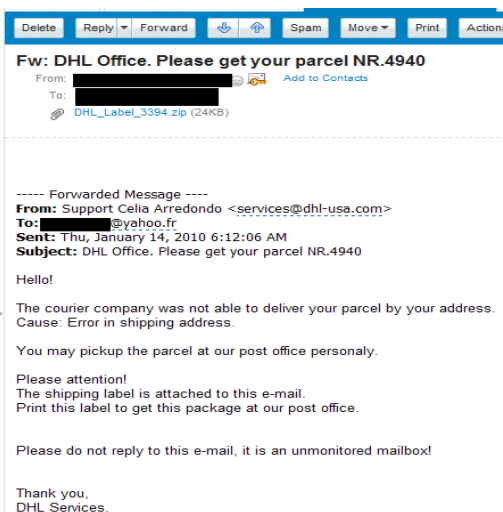 Delete Reply Forward Spam Move Print Action
Fw: DHL Office. Please get your parcel NR.4940
From: Add to Contacts
To:
DHL_Label_3394.zip (24KB)
----- Forwarded Message ----
From: Support Celia Arredondo <services@dhl-usa.com>
To: @yahoo.fr
Sent: Thu, January 14, 2010 6:12:06 AM
Subject: DHL Office. Please get your parcel NR.4940
Hello!
The courier company was not able to deliver your parcel by your address.
Cause: Error in shipping address.
You may pickup the parcel at our post office personaly.
Please attention!
The shipping label is attached to this e-mail.
Print this label to get this package at our post office.
Please do not reply to this e-mail, it is an unmonitored mailbox!
Thank you,
DHL Services.